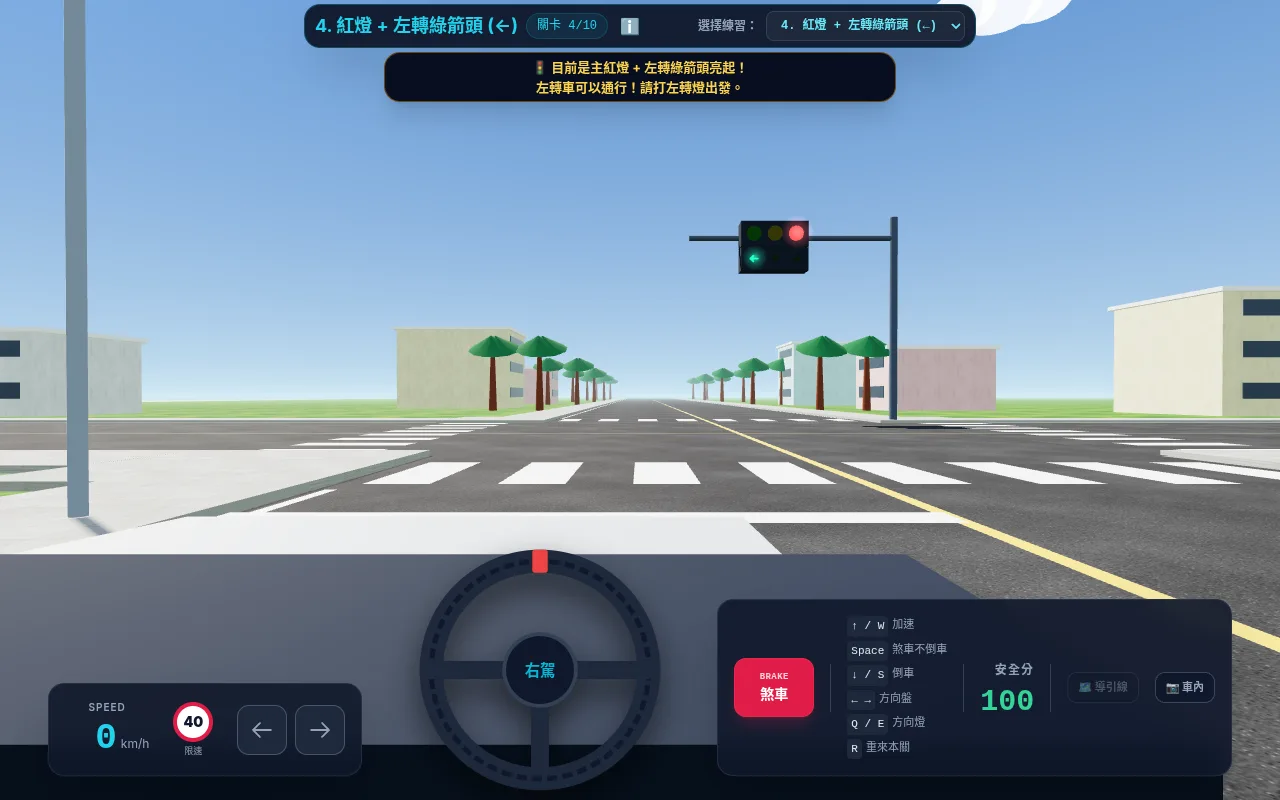 4. 紅燈 + 左轉綠箭頭 (←)
關卡 4/10
選擇練習：
4. 紅燈 + 左轉綠箭頭 (←)
目前是主紅燈 + 左轉綠箭頭亮起！
左轉車可以通行！請打左轉燈出發。
SPEED
0 km/h
40
限速
← →
右駕
BRAKE
煞車
↑ / W 加速
Space 煞車不倒車
↓ / S 倒車
← → 方向盤
Q / E 方向燈
R 重來本關
安全分
100
導引線
車內